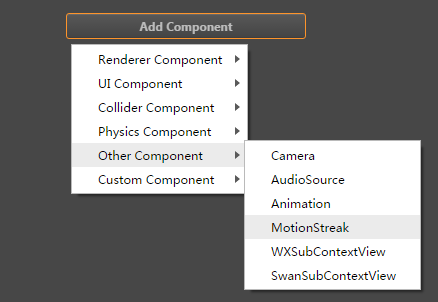 Add Component
Renderer Component
UI Component
Collider Component
Physics Component
Other Component
Custom Component
Camera
AudioSource
Animation
MotionStreak
WXSubContextView
SwanSubContextView